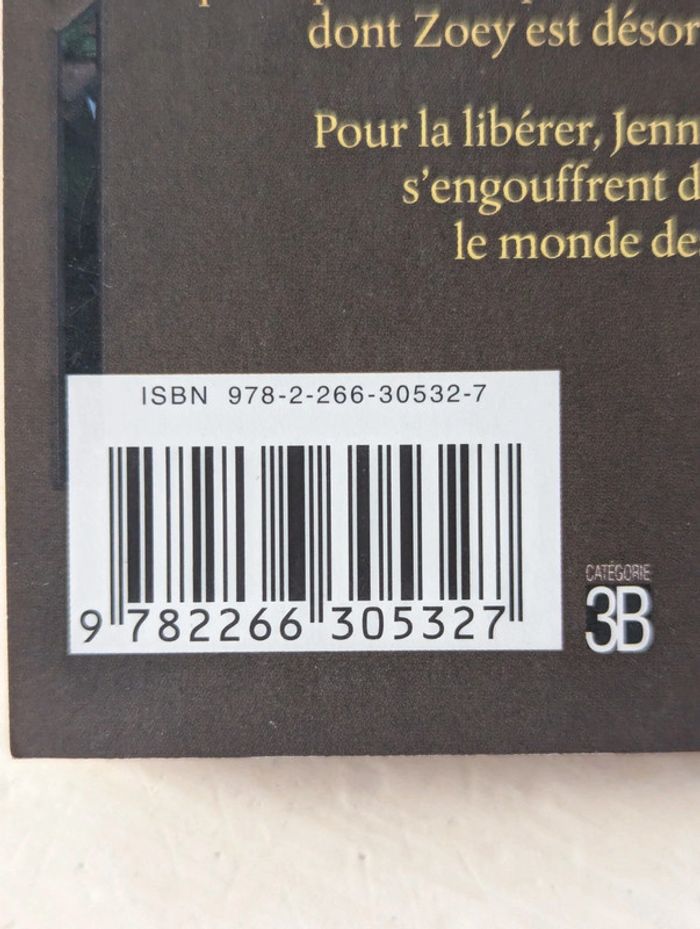 dont Zoey est désor
Pour la libérer, Jenn
s'engouffrent d
le monde de
ISBN 978-2-266-30532-7
9 782266 305327
CATÉGORIE
3B